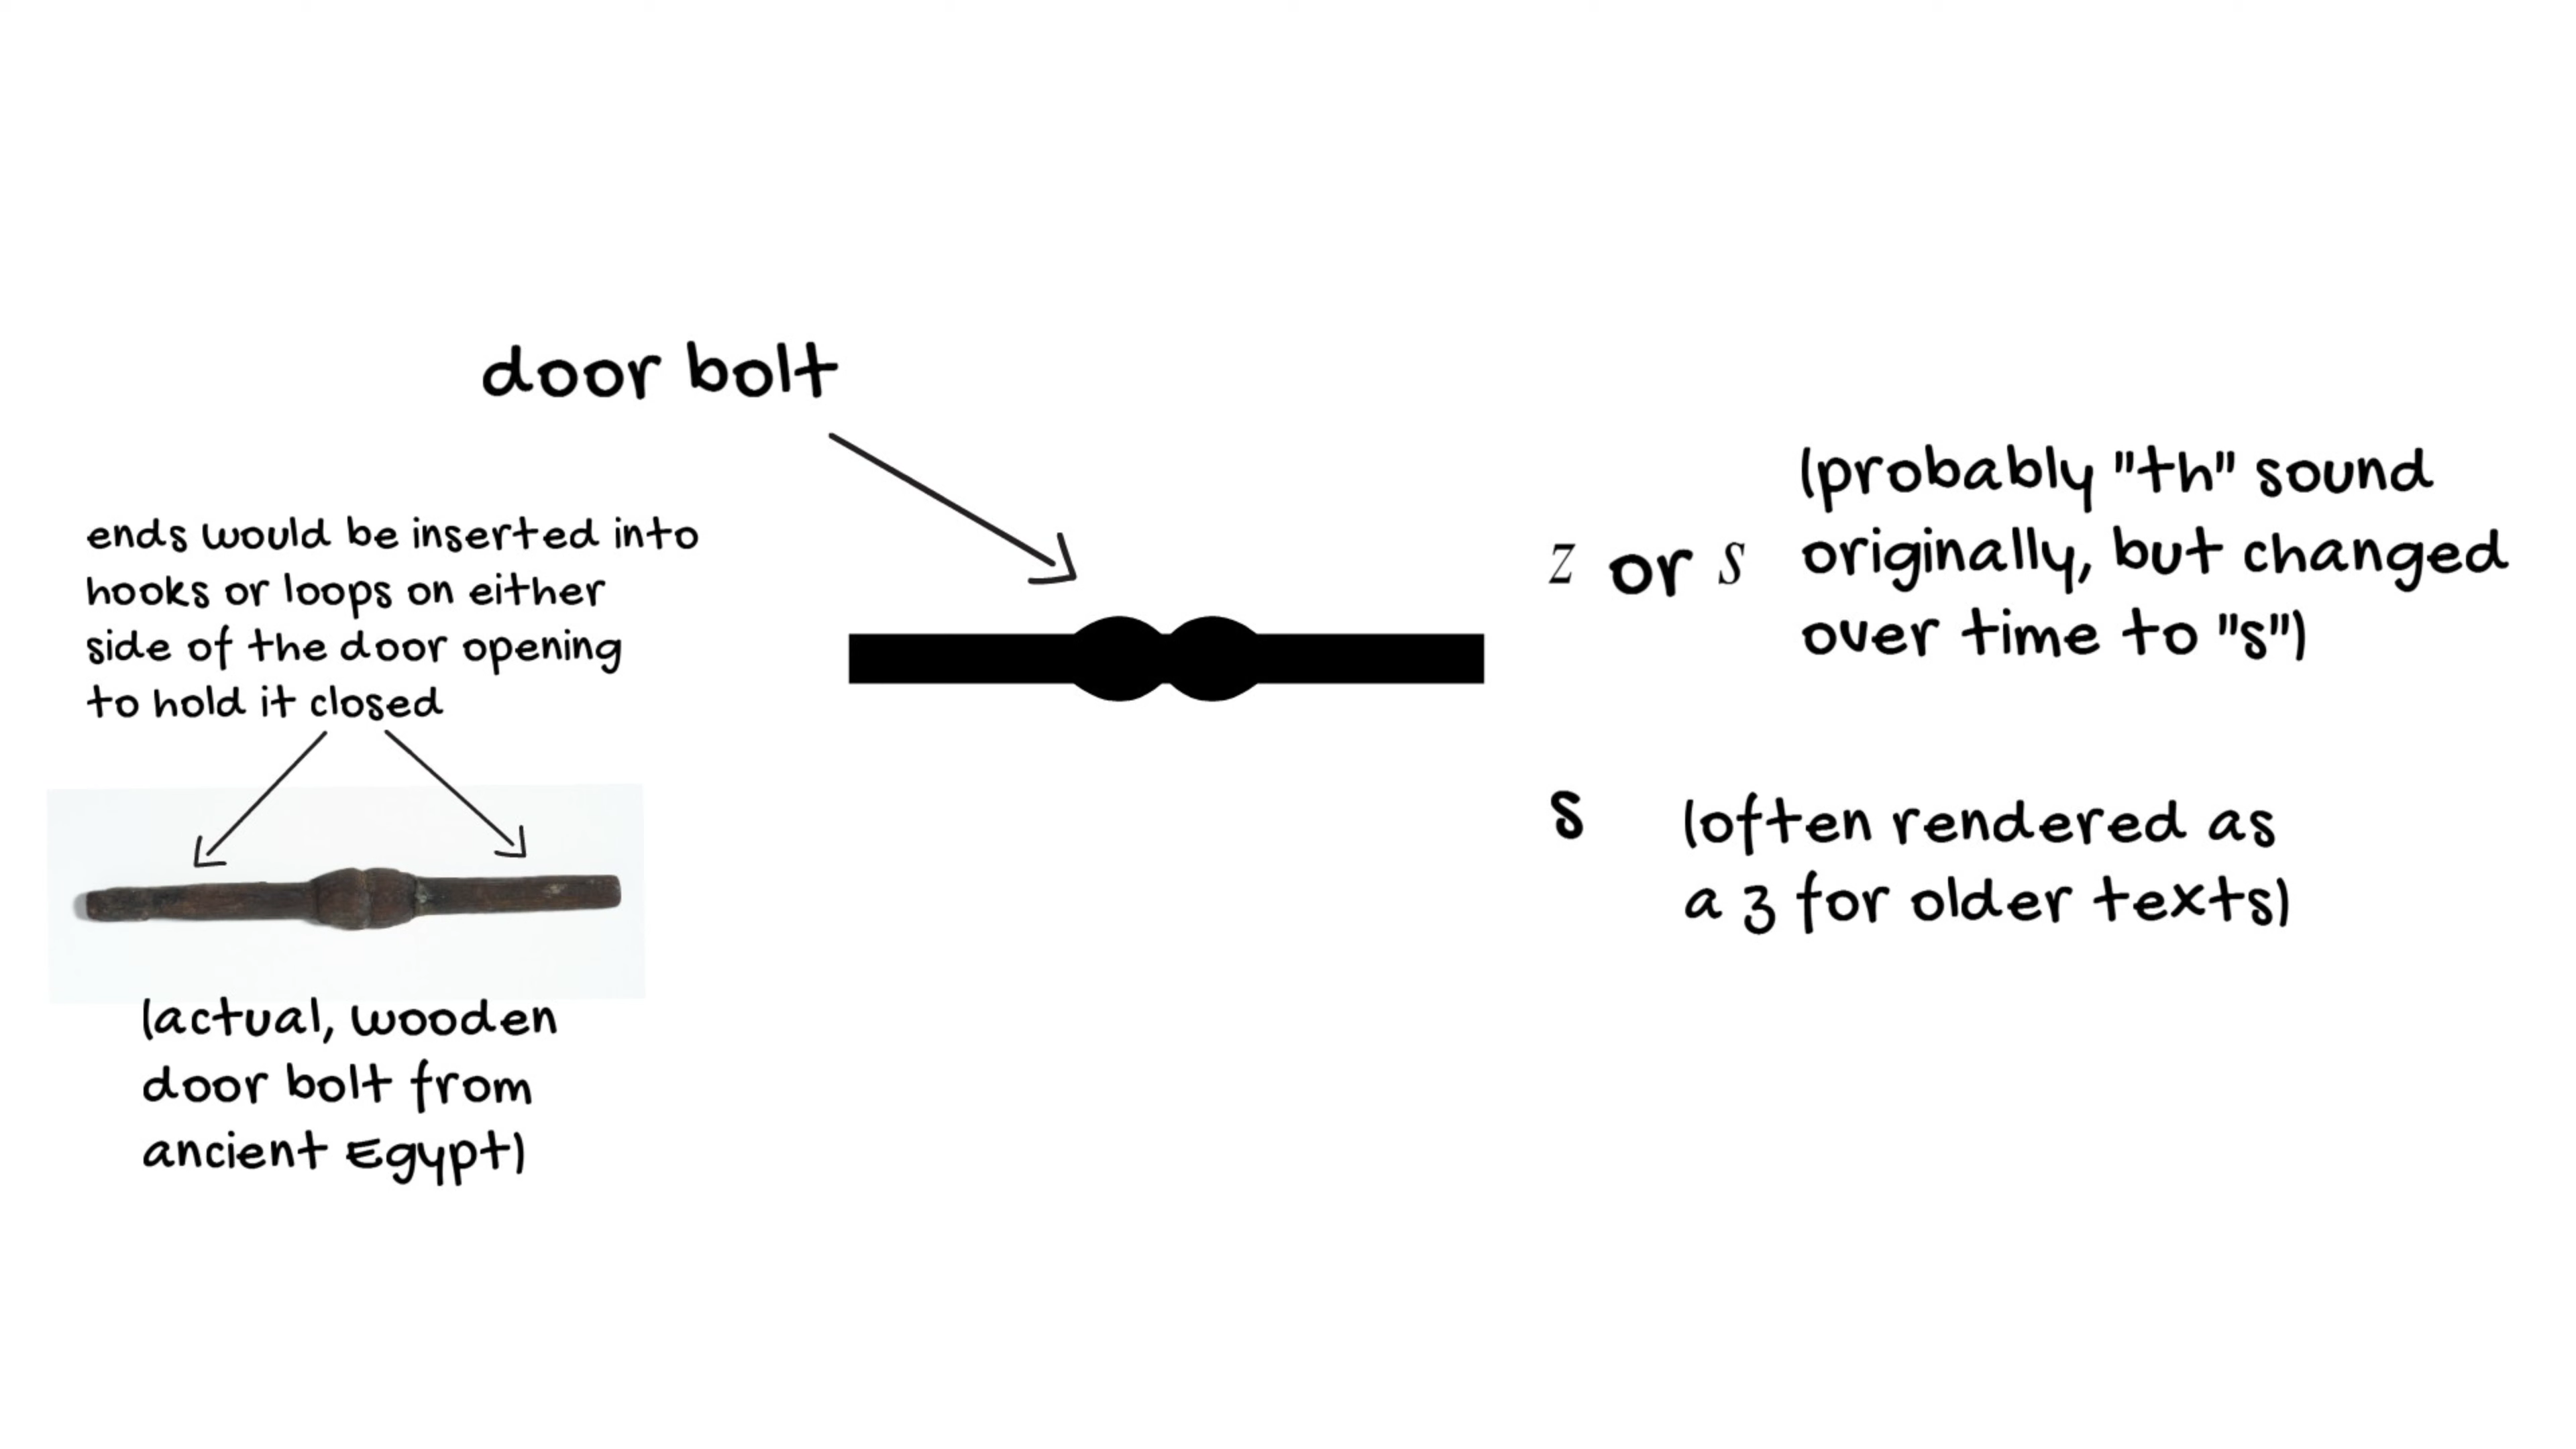 door bolt
ends would be inserted into
hooks or loops on either
side of the door opening
to hold it closed
(actual, wooden
door bolt from
ancient Egypt)
z or s
(probably "th" sound
originally, but changed
over time to "s")
s
(often rendered as
a z for older texts)